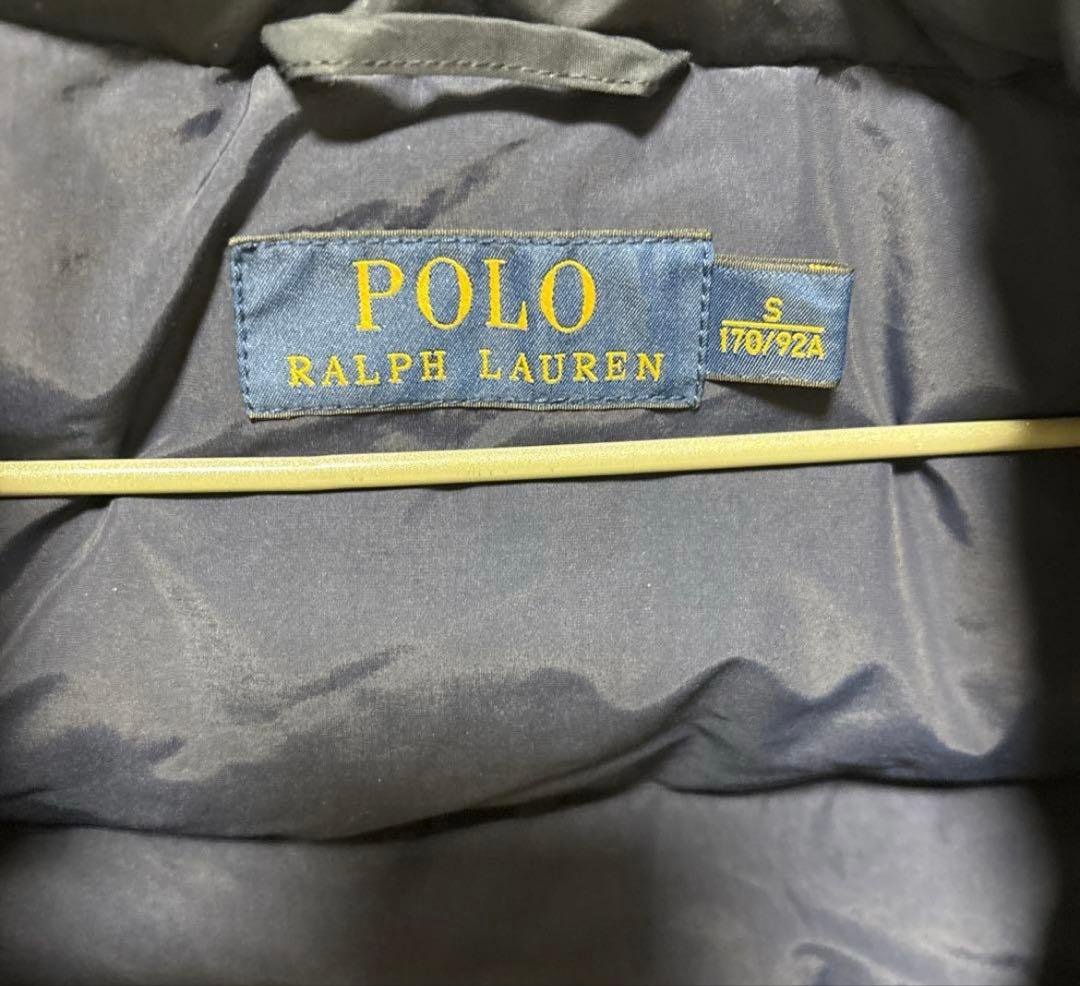 POLO
RALPH LAUREN
S
170/92A